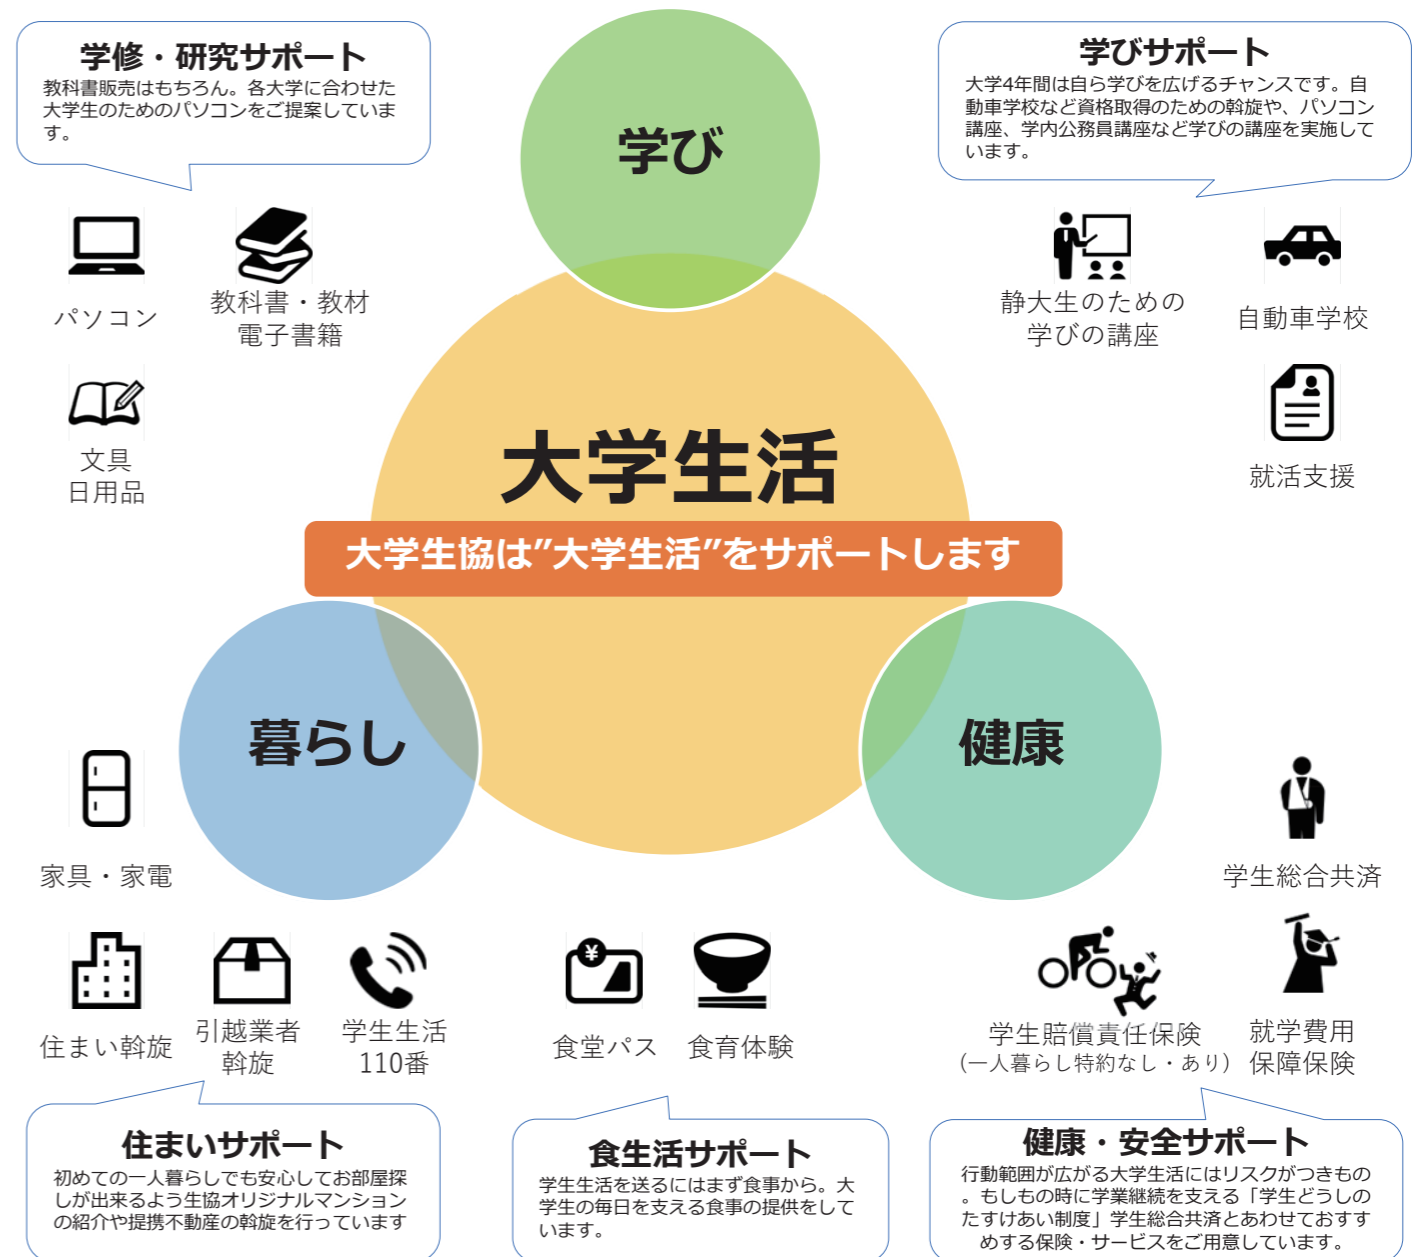 学修・研究サポート
教科書販売はもちろん。各大学に合わせた
大学生のためのパソコンをご提案していま
す。
学びサポート
大学4年間は自ら学びを広げるチャンスです。自
動車学校など資格取得のための斡旋や、パソコン
講座、学内公務員講座など学びの講座を実施して
います。
学び
パソコン
教科書・教材
電子書籍
文具
日用品
静大生のための
学びの講座
自動車学校
就活支援
大学生活
大学生協は”大学生活”をサポートします
暮らし
健康
家具・家電
住まい斡旋
引越業者
斡旋
学生生活
110番
¥
食堂パス
食育体験
学生総合共済
学生賠償責任保険
(一人暮らし特約なし・あり)
就学費用
保障保険
住まいサポート
初めての一人暮らしでも安心してお部屋探
しが出来るよう生協オリジナルマンション
の紹介や提携不動産の斡旋を行っています
食生活サポート
学生生活を送るにはまず食事から。大
学生の毎日を支える食事の提供をして
います。
健康・安全サポート
行動範囲が広がる大学生活にはリスクがつきもの
。もしもの時に学業継続を支える「学生どうしの
たすけあい制度」学生総合共済とあわせておすす
めする保険・サービスをご用意しています。